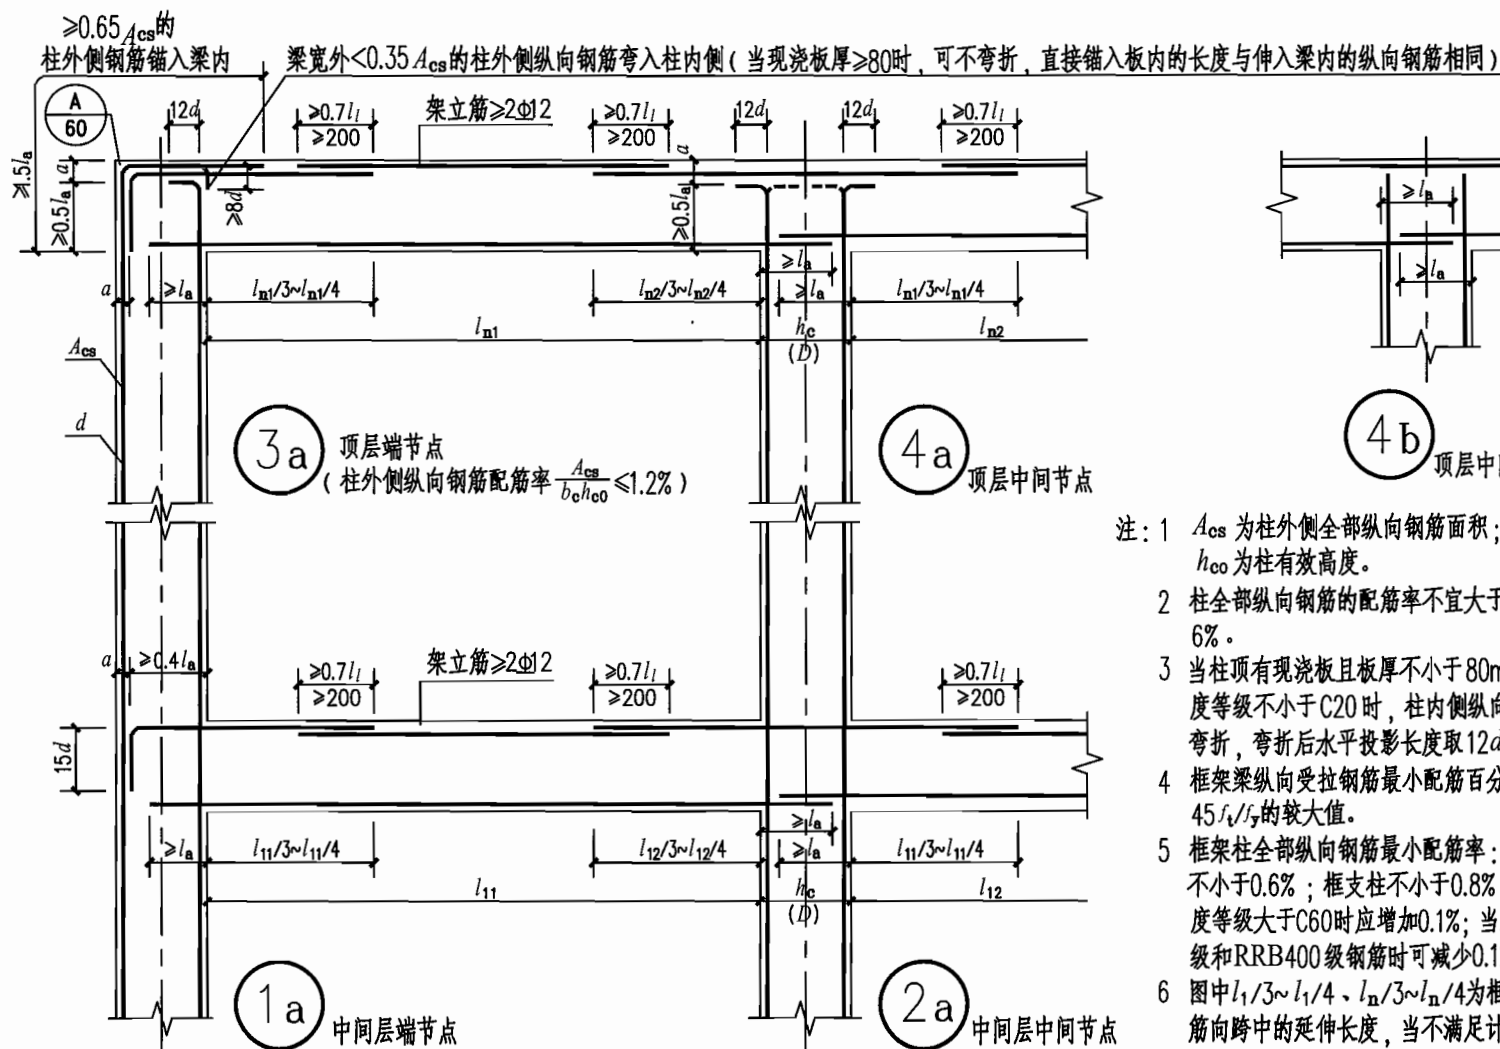 ≥0.65Acs的
柱外侧钢筋锚入梁内
梁宽外<0.35Acs的柱外侧纵向钢筋弯入柱内侧(当现浇板厚≥80时，可不弯折，直接锚入板内的长度与伸入梁内的纵向钢筋相同)
A
60
12d
≥0.7ll
≥200
架立筋≥2Φ12
≥0.7ll
≥200
12d
12d
≥0.7ll
≥200
≥1.5la
a
≥0.5la
≥8d
a
≥0.5la
≥la
≥la
a
≥la
ln1/3~ln1/4
ln2/3~ln2/4
≥la
≥la
ln1/3~ln1/4
ln1
hc
(D)
ln2
Acs
d
3a
顶层端节点
(柱外侧纵向钢筋配筋率 Acs/bchc0 ≤1.2%)
4a
顶层中间节点
4b
顶层中
注：1 Acs 为柱外侧全部纵向钢筋面积；
hco为柱有效高度。
2 柱全部纵向钢筋的配筋率不宜大于
6%。
3 当柱顶有现浇板且板厚不小于80m
度等级不小于C20时，柱内侧纵向
弯折，弯折后水平投影长度取12d
4 框架梁纵向受拉钢筋最小配筋百分
45ft/fy的较大值。
5 框架柱全部纵向钢筋最小配筋率：
不小于0.6%；框支柱不小于0.8%
度等级大于C60时应增加0.1%；当
级和RRB400级钢筋时可减少0.1
6 图中l1/3~l1/4、ln/3~ln/4为框
筋向跨中的延伸长度，当不满足计
a
≥0.4la
≥0.7ll
≥200
架立筋≥2Φ12
≥0.7ll
≥200
≥0.7ll
≥200
15d
≥la
l11/3~l11/4
l12/3~l12/4
≥la
≥la
l11/3~l11/4
l11
hc
(D)
l12
1a
中间层端节点
2a
中间层中间节点